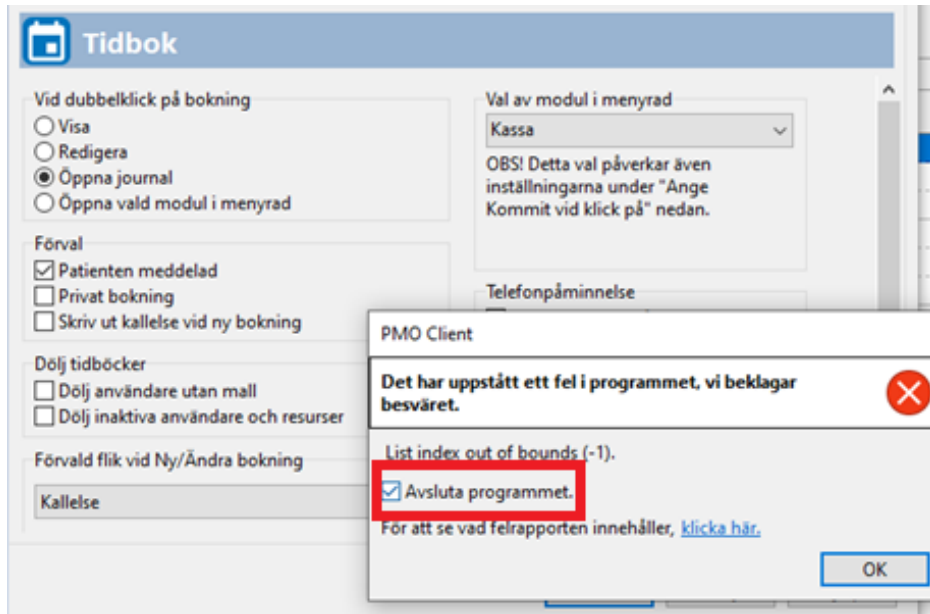 Tidbok
Vid dubbelklick på bokning
Visa
Redigera
Öppna journal
Öppna vald modul i menyrad
Förval
Patienten meddelad
Privat bokning
Skriv ut kallelse vid ny bokning
Dölj tidböcker
Dölj användare utan mall
Dölj inaktiva användare och resurser
Förvald flik vid Ny/Ändra bokning
Kallelse
Val av modul i menyrad
Kassa
OBS! Detta val påverkar även
inställningarna under "Ange
Kommit vid klick på" nedan.
Telefonpåminnelse
PMO Client
Det har uppstått ett fel i programmet, vi beklagar
besväret.
List index out of bounds (-1).
Avsluta programmet.
För att se vad felrapporten innehåller, klicka här.
OK